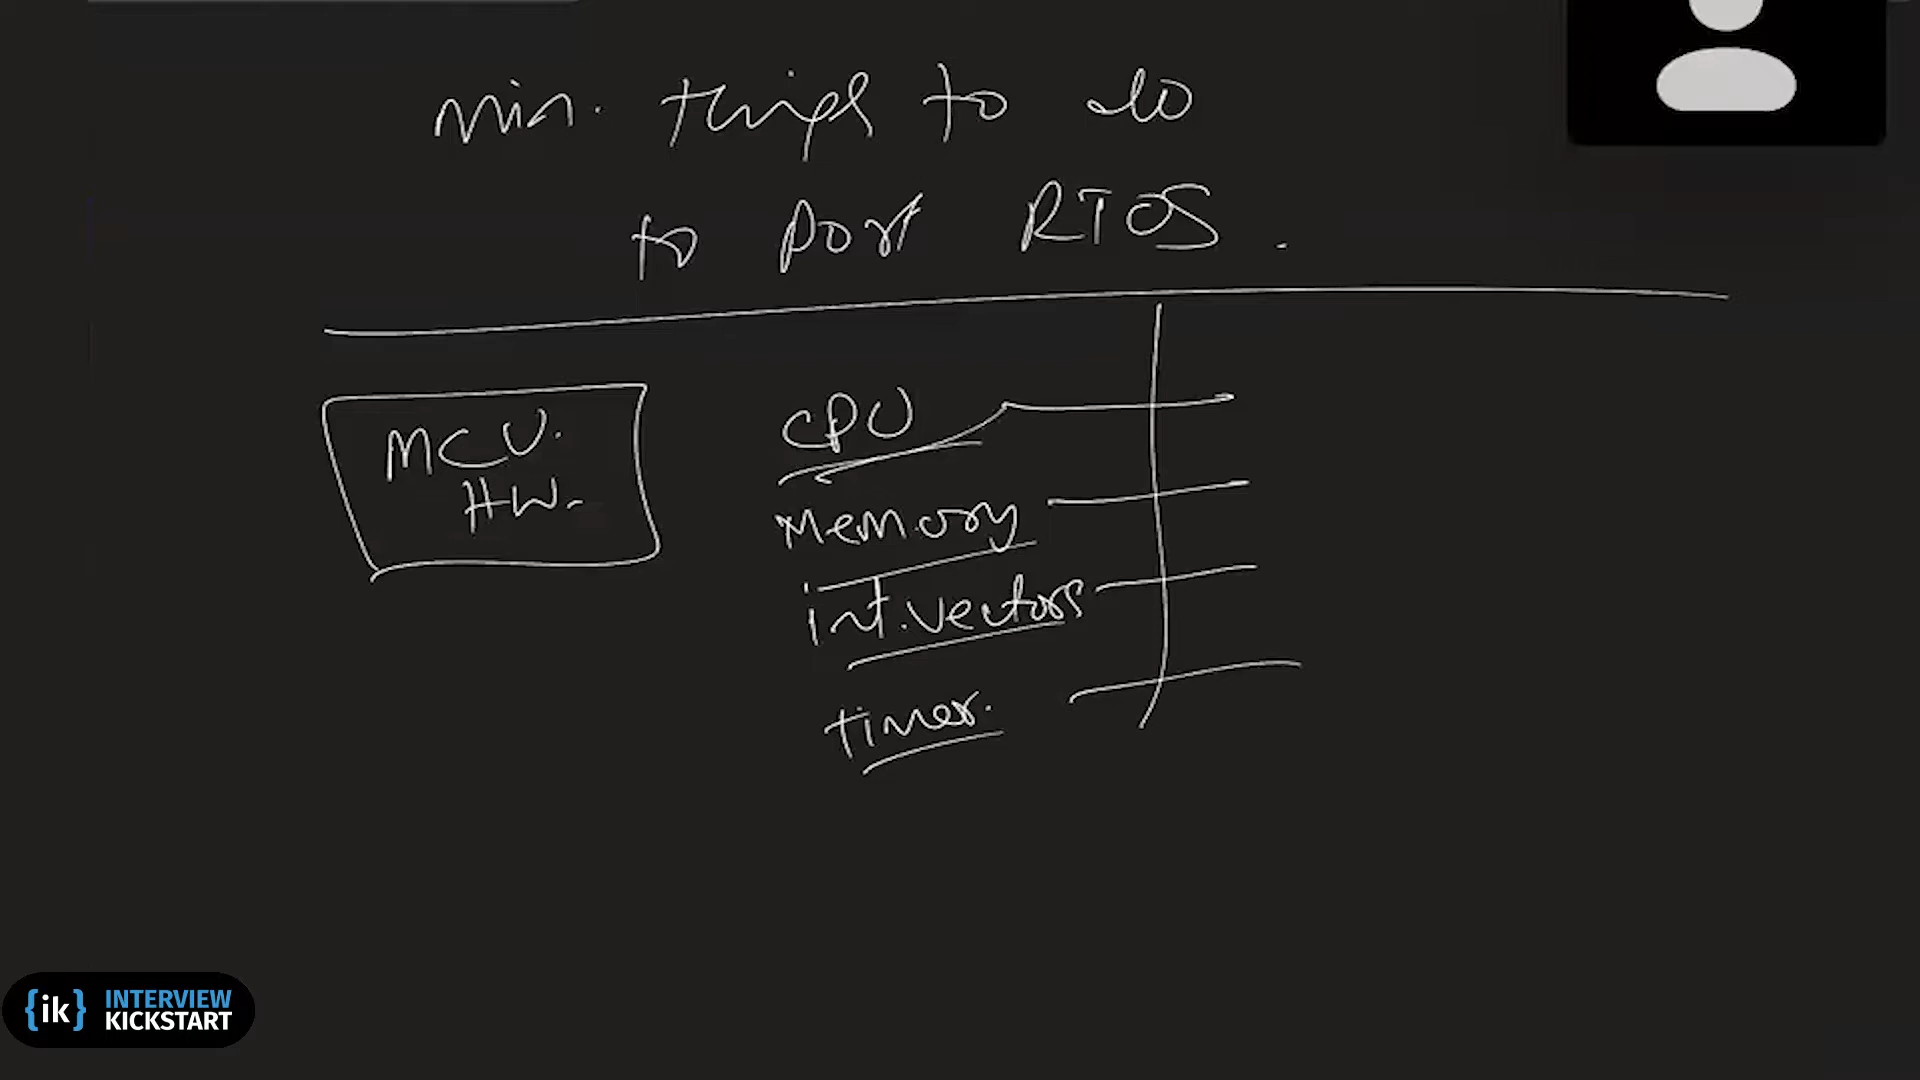 min. things to do
to port RTOS.
MCU.
HW.
CPU
Memory
int.vectors
timer.
{ik} INTERVIEW
KICKSTART